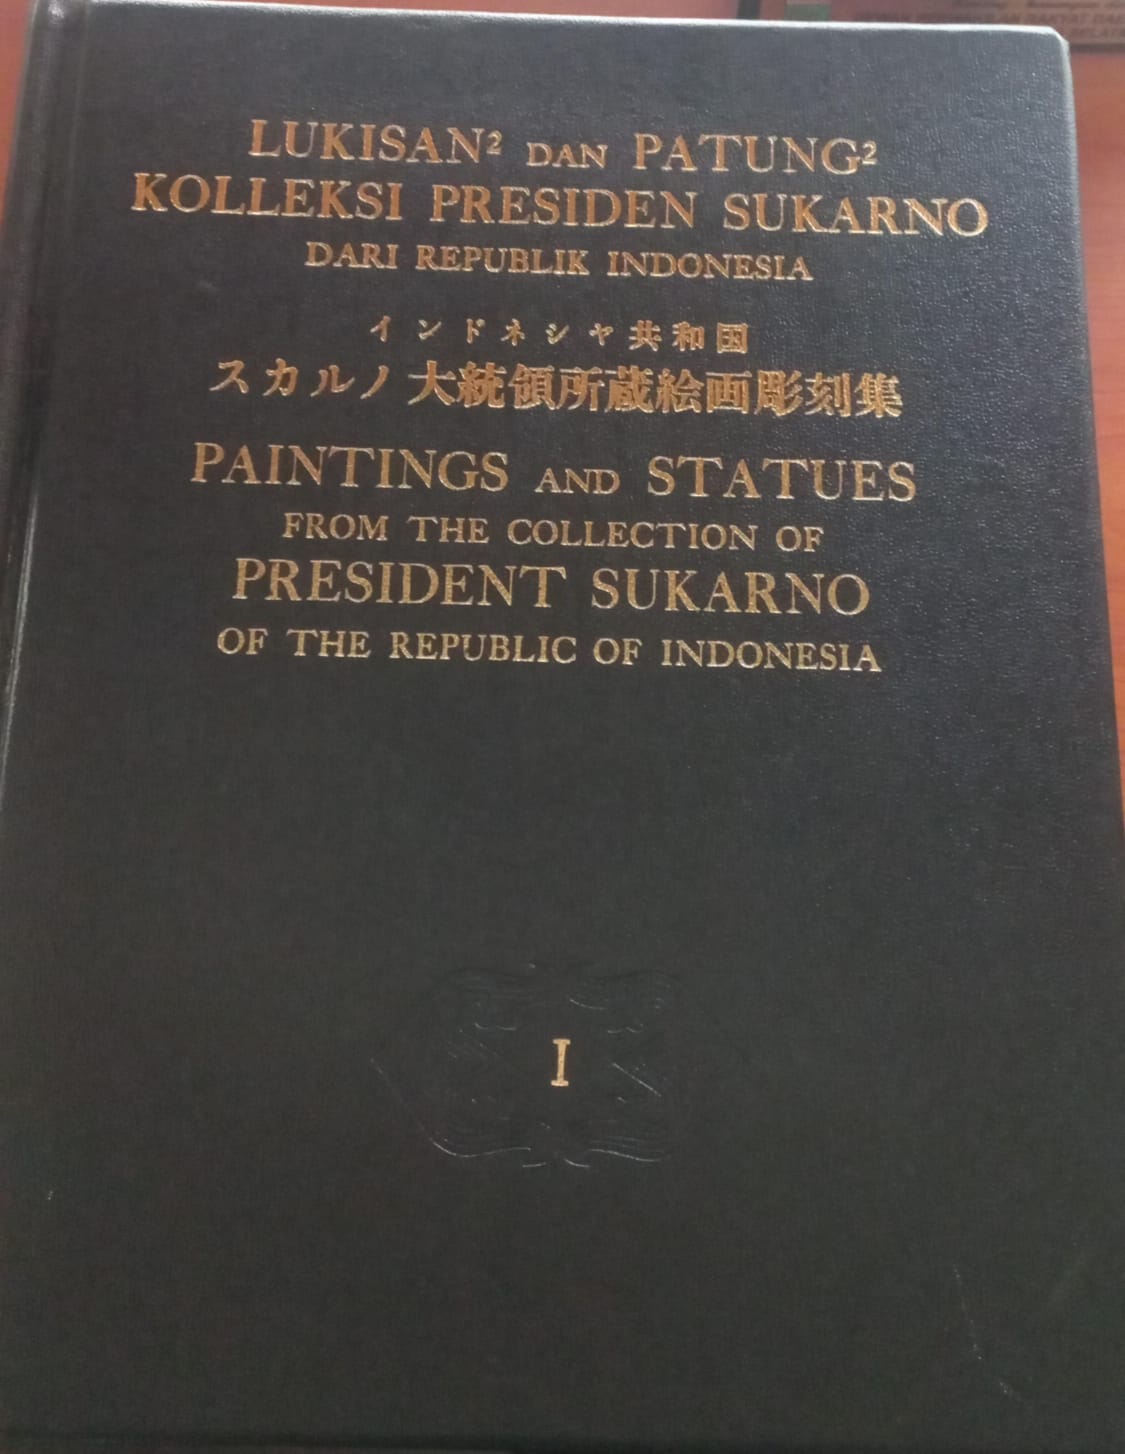 LUKISAN² DAN PATUNG²
KOLLEKSI PRESIDEN SUKARNO
DARI REPUBLIK INDONESIA
インドネシヤ共和国
スカルノ大統領所蔵絵画彫刻集
PAINTINGS AND STATUES
FROM THE COLLECTION OF
PRESIDENT SUKARNO
OF THE REPUBLIC OF INDONESIA
I